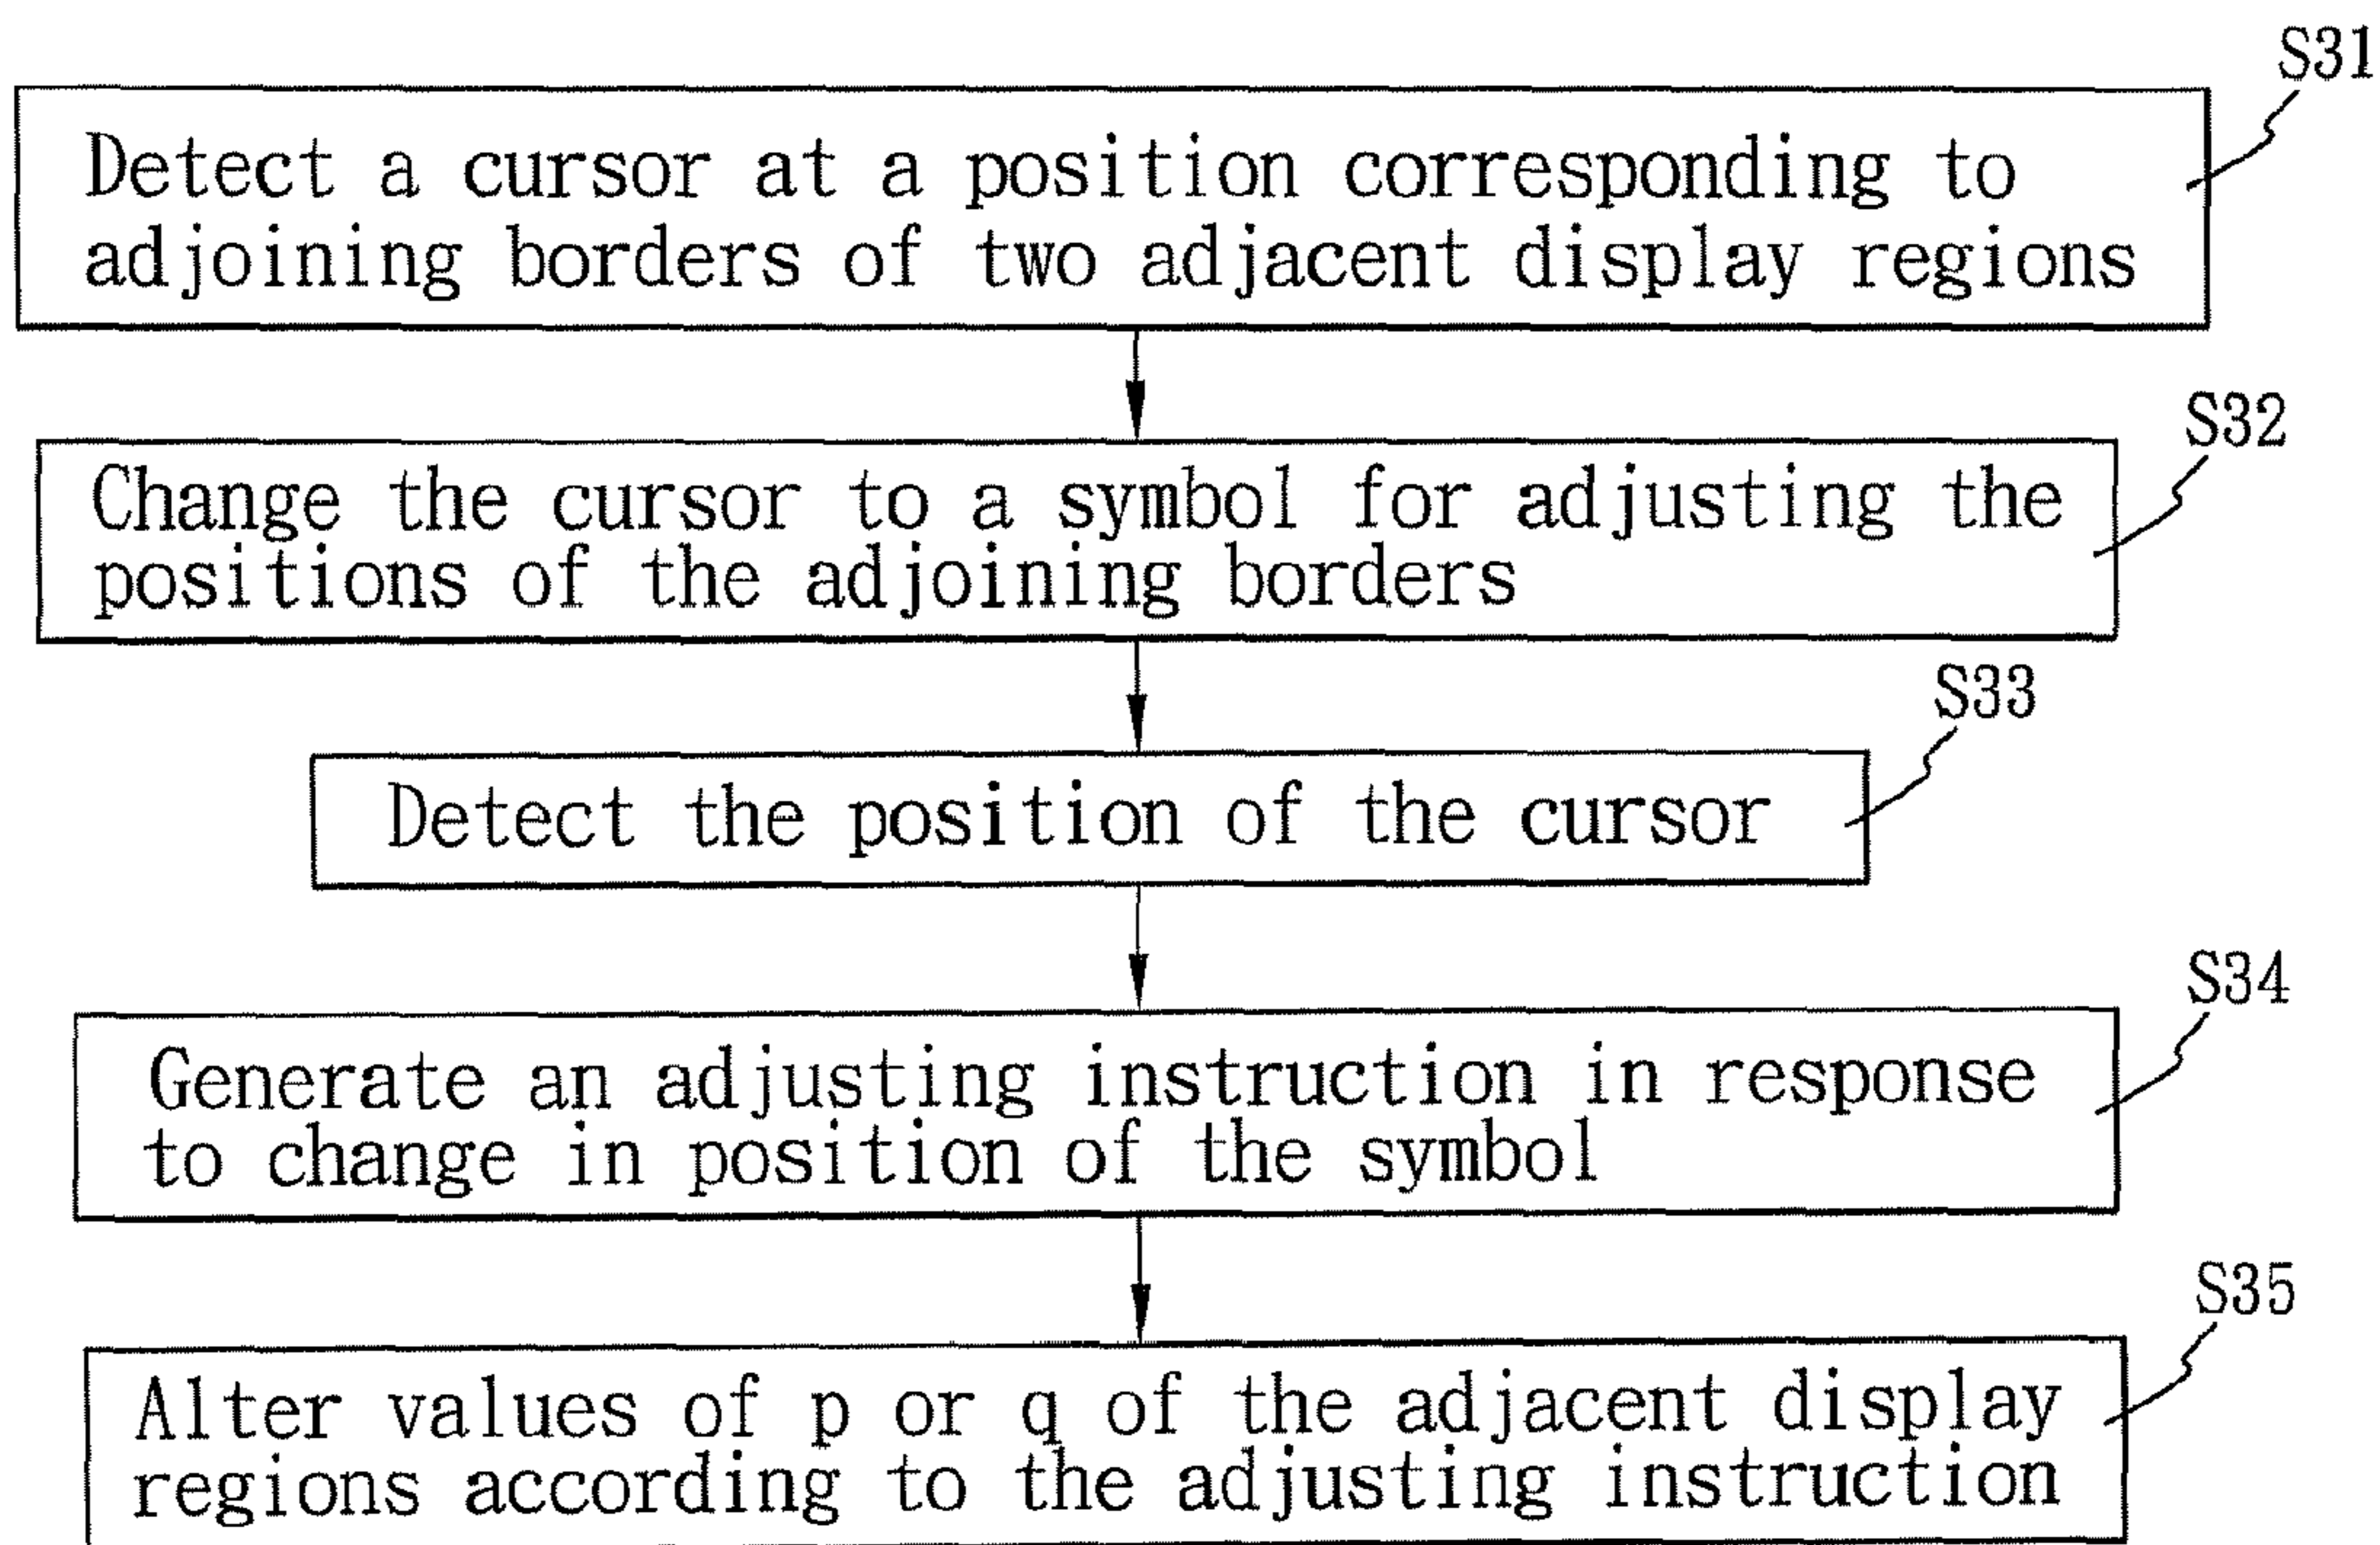 S31
Detect a cursor at a position corresponding to
adjoining borders of two adjacent display regions
S32
Change the cursor to a symbol for adjusting the
positions of the adjoining borders
S33
Detect the position of the cursor
S34
Generate an adjusting instruction in response
to change in position of the symbol
S35
Alter values of p or q of the adjacent display
regions according to the adjusting instruction